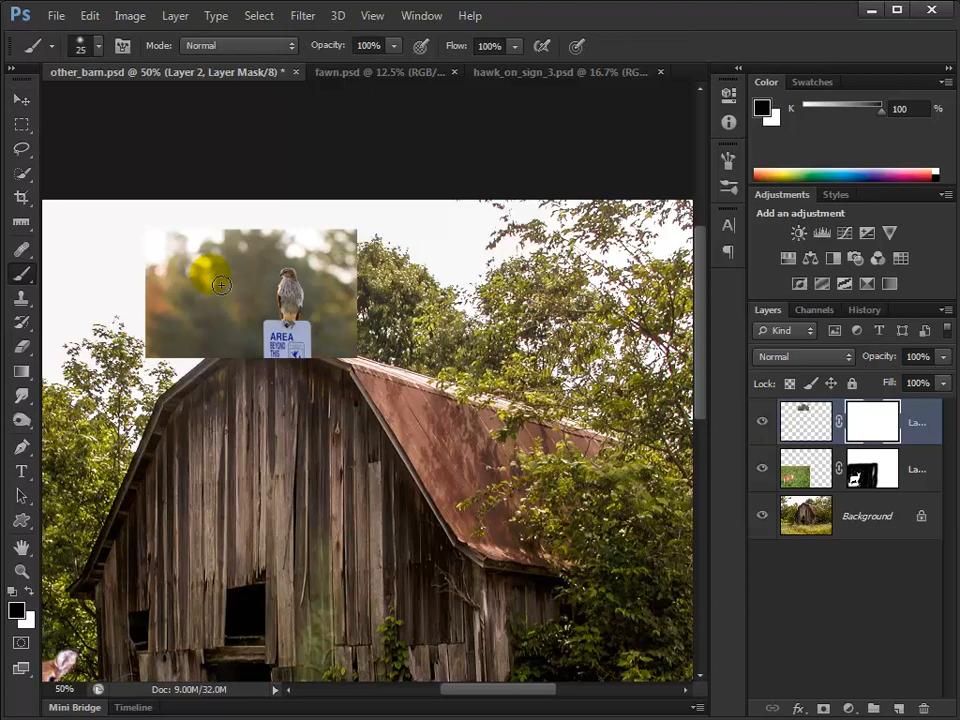 Ps File Edit Image Layer Type Select Filter 3D View Window Help
25 Mode: Normal Opacity: 100% Flow: 100%
other_barn.psd @ 50% (Layer 2, Layer Mask/8) * × fawn.psd @ 12.5% (RGB/... × hawk_on_sign_3.psd @ 16.7% (RG... ×
Color Swatches
K 100 %
Adjustments Styles
Add an adjustment
Layers Channels History
Kind
Normal Opacity: 100%
Lock: Fill: 100%
La...
La...
Background
AREA
BEYOND
THIS
50% Doc: 9.00M/32.0M
Mini Bridge Timeline